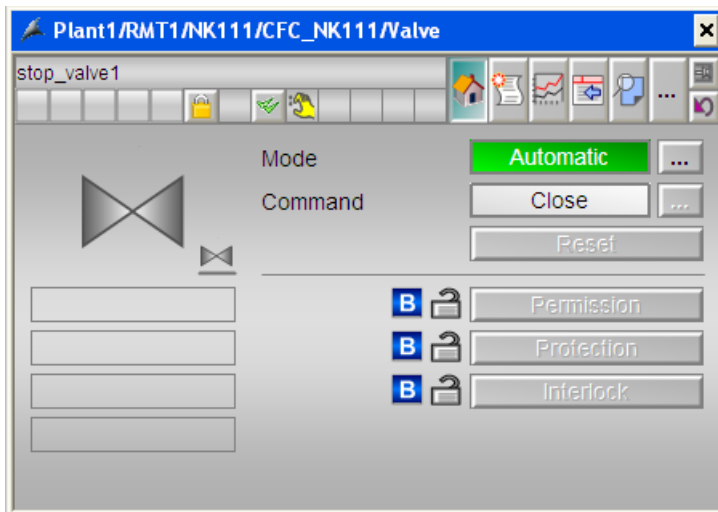 Plant1/RMT1/NK111/CFC_NK111/Valve
stop_valve1
...
Mode Automatic ...
Command Close ...
Reset
B Permission
B Protection
B Interlock